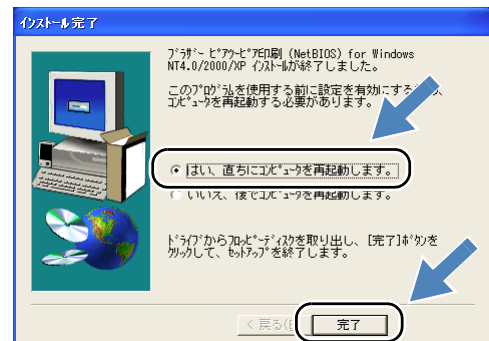 インストール完了
ブラザー ピアツーピア印刷 (NetBIOS) for Windows
NT4.0/2000/XP インストールが終了しました。
このプログラムを使用する前に設定を有効にする
コンピュータを再起動する必要があります。
はい、直ちにコンピュータを再起動します。
いいえ、後でコンピュータを再起動します。
ドライブからフロッピーディスクを取り出し、[完了]ボタンを
クリックして、セットアップを終了します。
< 戻る(
完了